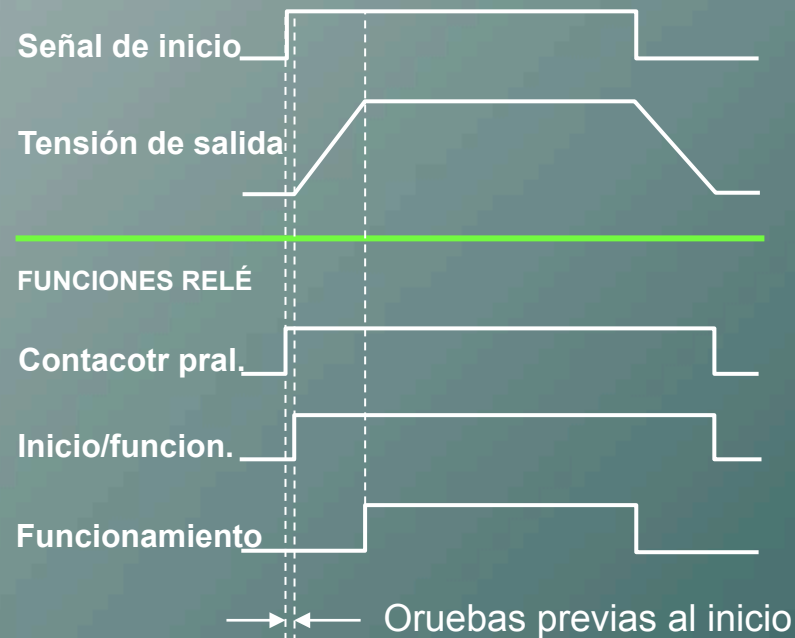 Señal de inicio
Tensión de salida
FUNCIONES RELÉ
Contacotr pral.
Inicio/funcion.
Funcionamiento
Oruebas previas al inicio